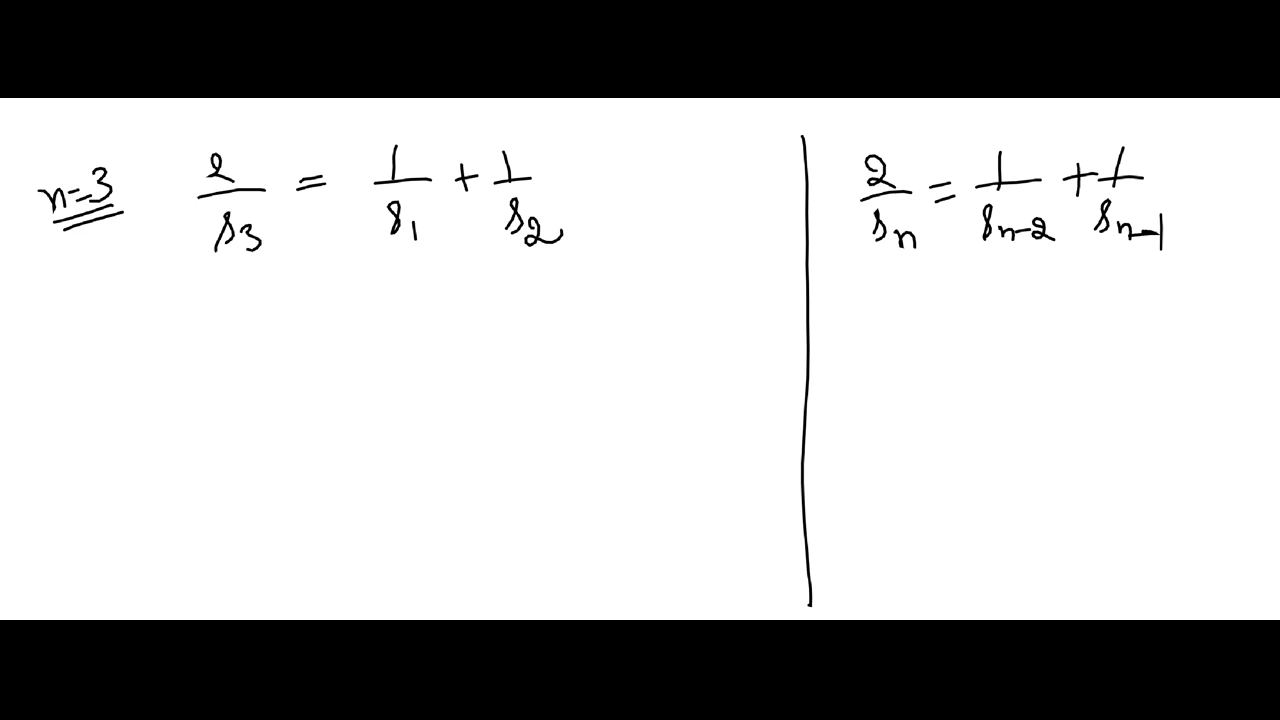 n=3 2/s₃ = 1/s₁ + 1/s₂
2/sₙ = 1/sₙ₋₂ + 1/sₙ₋₁